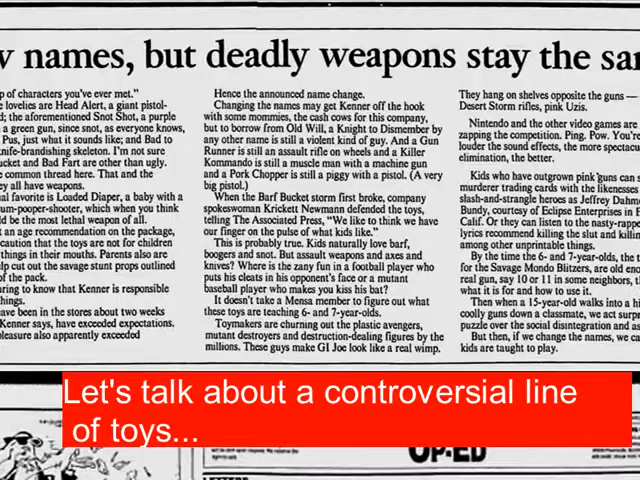 w names, but deadly weapons stay the sa
p of characters you've ever met."
e lovelies are Head Alert, a giant pistol-
d; the aforementioned Snot Shot, a purple
a green gun, since snot, as everyone knows,
Pus, just what it sounds like; and Bad to
knife-brandishing skeleton. I'm not sure
ucket and Bad Fart are other than ugly.
e common thread here. That and the
ey all have weapons.
al favorite is Loaded Diaper, a baby with a
um-pooper-shooter, which when you think
ld be the most lethal weapon of all.
t an age recommendation on the package,
caution that the toys are not for children
things in their mouths. Parents also are
elp cut out the savage stunt props outlined
of the pack.
aring to know that Kenner is responsible
hings.
have been in the stores about two weeks
Kenner says, have exceeded expectations.
pleasure also apparently exceeded
Hence the announced name change.
Changing the names may get Kenner off the hook
with some mommies, the cash cows for this company,
but to borrow from Old Will, a Knight to Dismember by
any other name is still a violent kind of guy. And a Gun
Runner is still an assault rifle on wheels and a Killer
Kommando is still a muscle man with a machine gun
and a Pork Chopper is still a piggy with a pistol. (A very
big pistol.)
When the Barf Bucket storm first broke, company
spokeswoman Krickett Newmann defended the toys,
telling The Associated Press, "We like to think we have
our finger on the pulse of what kids like."
This is probably true. Kids naturally love barf,
boogers and snot. But assault weapons and axes and
knives? Where is the zany fun in a football player who
puts his cleats in his opponent's face or a mutant
baseball player who makes you kiss his bat?
It doesn't take a Mensa member to figure out what
these toys are teaching 6- and 7-year-olds.
Toymakers are churning out the plastic avengers,
mutant destroyers and destruction-dealing figures by the
millions. These guys make GI Joe look like a real wimp.
They hang on shelves opposite the guns —
Desert Storm rifles, pink Uzis.
Nintendo and the other video games are
zapping the competition. Ping. Pow. You're
louder the sound effects, the more spectacu
elimination, the better.
Kids who have outgrown pink guns can s
murderer trading cards with the likenesses
slash-and-strangle heroes as Jeffrey Dahm
Bundy, courtesy of Eclipse Enterprises in F
Calif. Or they can listen to the nasty-rappe
lyrics recommend killing the slut and killin
among other unprintable things.
By the time the 6- and 7-year-olds, the t
for the Savage Mondo Blitzers, are old eno
real gun, say 10 or 11 in some neighbors, th
what it is for and how to use it.
Then when a 15-year-old walks into a hi
coolly guns down a classmate, we act surpr
puzzle over the social disintegration and as
But then, if we change the names, we ca
kids are taught to play.
Let's talk about a controversial line
of toys...
OP-ED